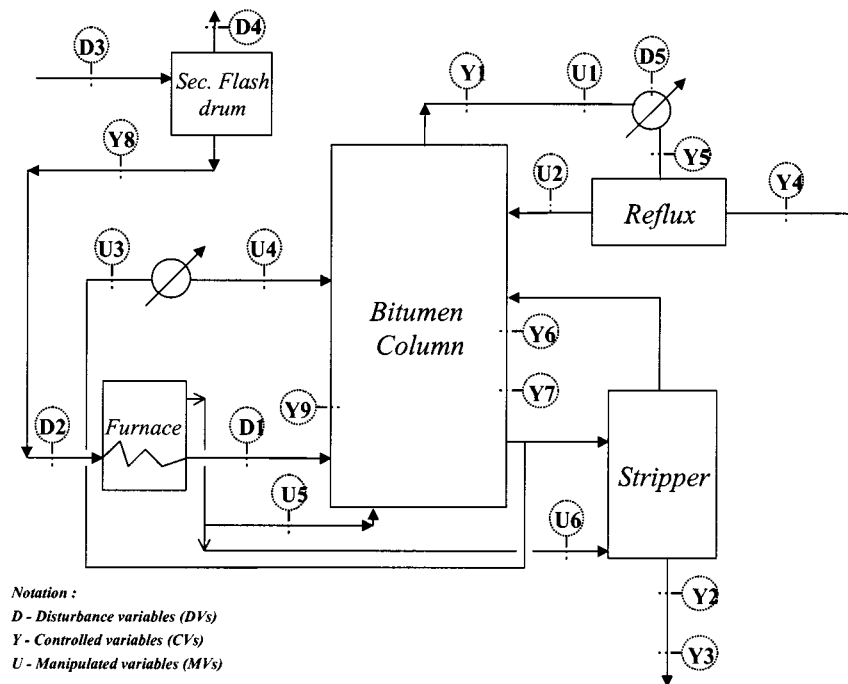 D3
D4
Sec. Flash
drum
Y8
Y1
U1
D5
Y5
U2
Y4
Reflux
U3
U4
Bitumen
Column
Y6
Y7
Y9
Furnace
D2
D1
U5
U6
Stripper
Y2
Y3
Notation :
D - Disturbance variables (DVs)
Y - Controlled variables (CVs)
U - Manipulated variables (MVs)